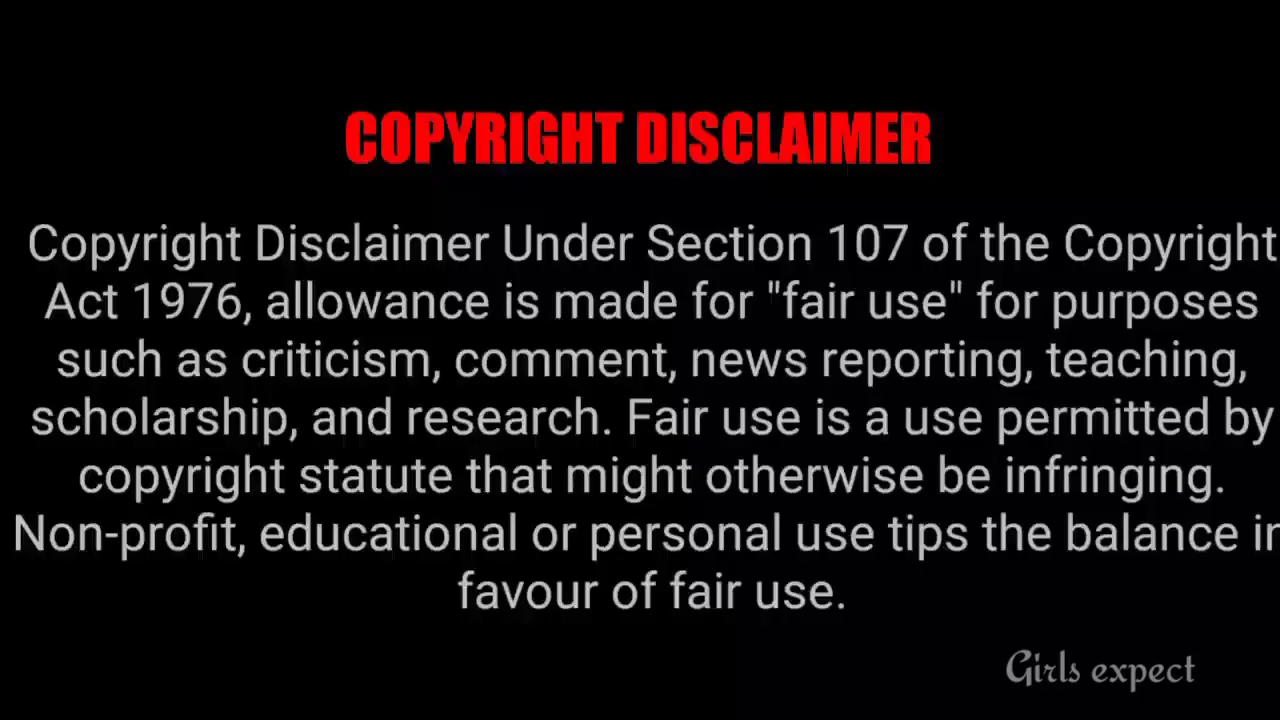 COPYRIGHT DISCLAIMER
Copyright Disclaimer Under Section 107 of the Copyright
Act 1976, allowance is made for "fair use" for purposes
such as criticism, comment, news reporting, teaching,
scholarship, and research. Fair use is a use permitted by
copyright statute that might otherwise be infringing.
Non-profit, educational or personal use tips the balance in
favour of fair use.
Girls expect